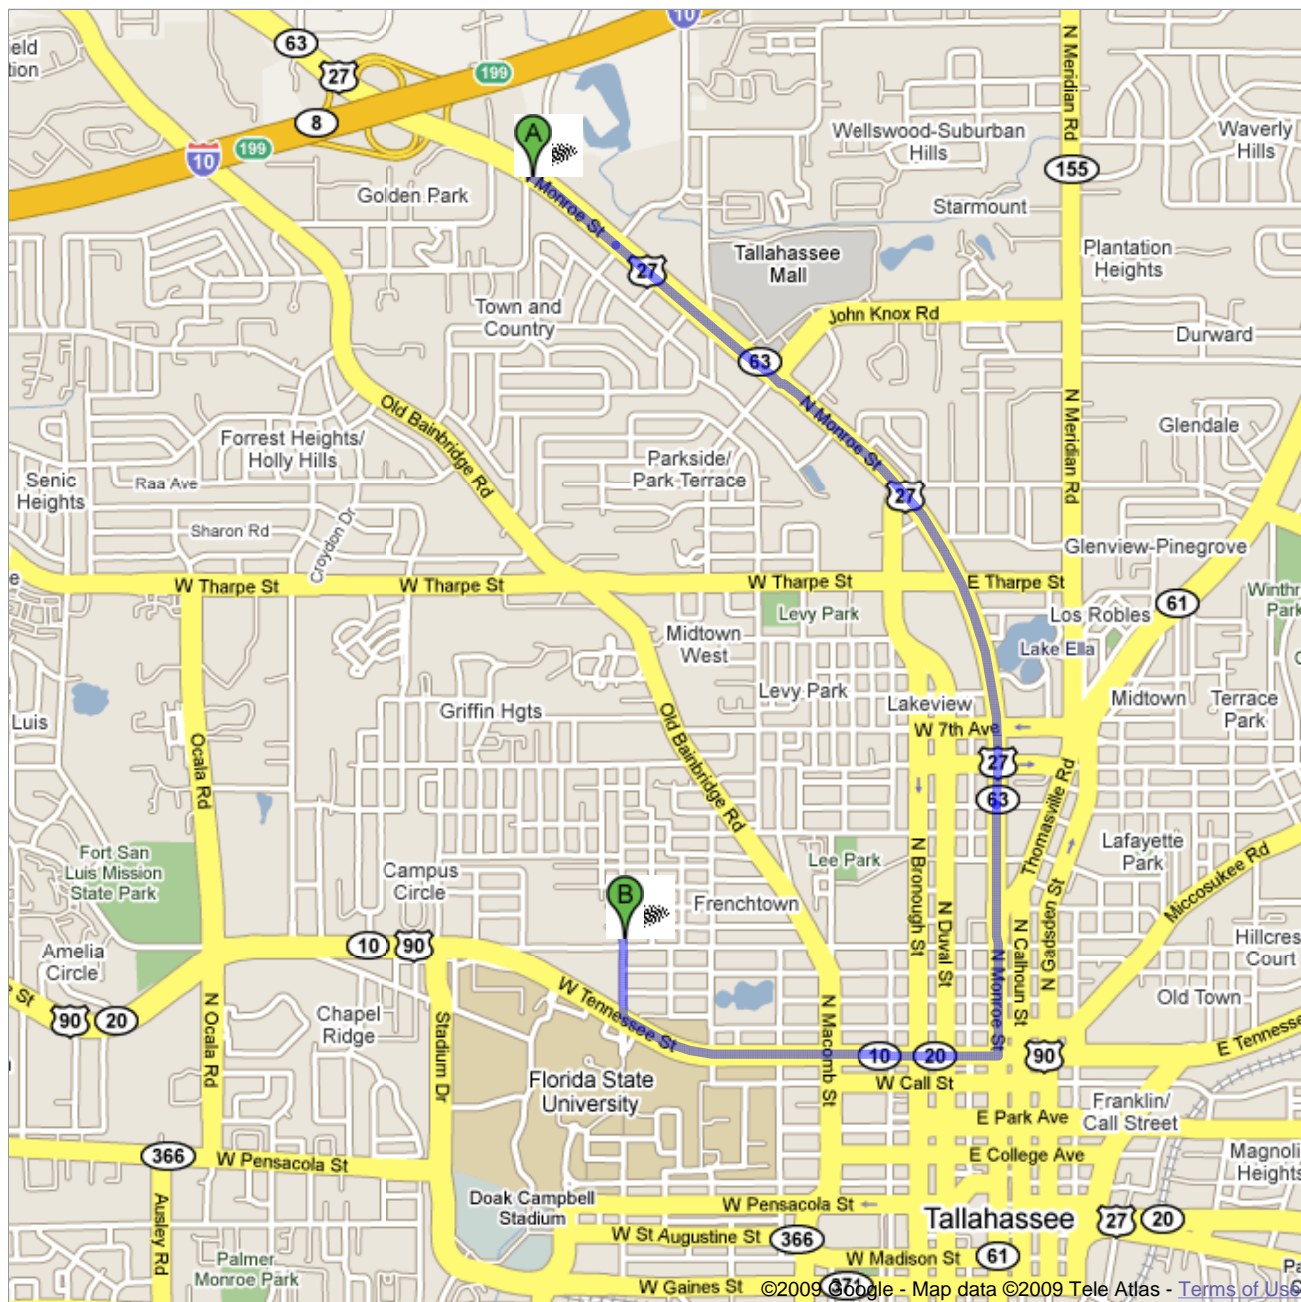 10
63
27
199
8
199
10
A
N Meridian Rd
Wellswood-Suburban
Hills
Waverly
Hills
155
Golden Park
Monroe St
Starmount
27
Tallahassee
Mall
Plantation
Heights
Town and
Country
John Knox Rd
Durward
63
Old Bainbridge Rd
N Monroe St
N Meridian Rd
Glendale
Forrest Heights/
Holly Hills
Parkside/
Park Terrace
Senic
Heights
Raa Ave
27
Sharon Rd
Croydon Dr
Glenview-Pinegrove
W Tharpe St
W Tharpe St
W Tharpe St
E Tharpe St
Levy Park
Los Robles
61
Park
Midtown
West
Lake Ella
Levy Park
Lakeview
Midtown
Terrace
Park
Luis
Griffin Hgts
Old Bainbridge Rd
W 7th Ave
Ocala Rd
27
63
Thomasville Rd
Fort San
Luis Mission
State Park
Campus
Circle
Lee Park
N Bronough St
Lafayette
Park
Miccosukee Rd
B
Frenchtown
N Duval St
N Calhoun St
N Gadsden St
10
90
Amelia
Circle
N Monroe St
Court
e St
90
20
N Ocala Rd
Chapel
Ridge
Stadium Dr
W Tennessee St
N Macomb St
Old Town
10
20
90
E Tennesse
W Call St
Florida State
University
E Park Ave
Franklin/
Call Street
366
W Pensacola St
E College Ave
Heights
Ausley Rd
Doak Campbell
Stadium
W Pensacola St
Tallahassee
27
20
W St Augustine St
366
W Madison St
61
Palmer
Monroe Park
W Gaines St
371
©2009 Google - Map data ©2009 Tele Atlas - Terms of Use